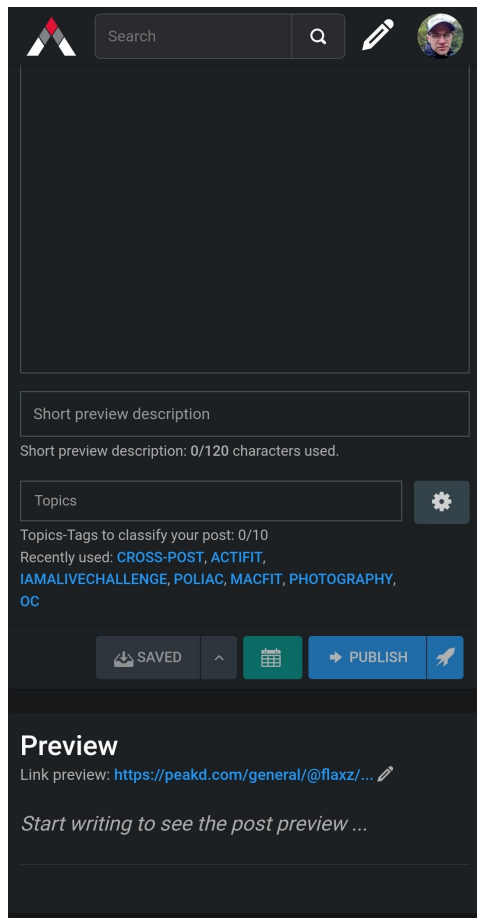 Search
Short preview description
Short preview description: 0/120 characters used.
Topics
Topics-Tags to classify your post: 0/10
Recently used: CROSS-POST, ACTIFIT,
IAMALIVECHALLENGE, POLIAC, MACFIT, PHOTOGRAPHY,
OC
SAVED
PUBLISH
Preview
Link preview: https://peakd.com/general/@flaxz/...
Start writing to see the post preview ...